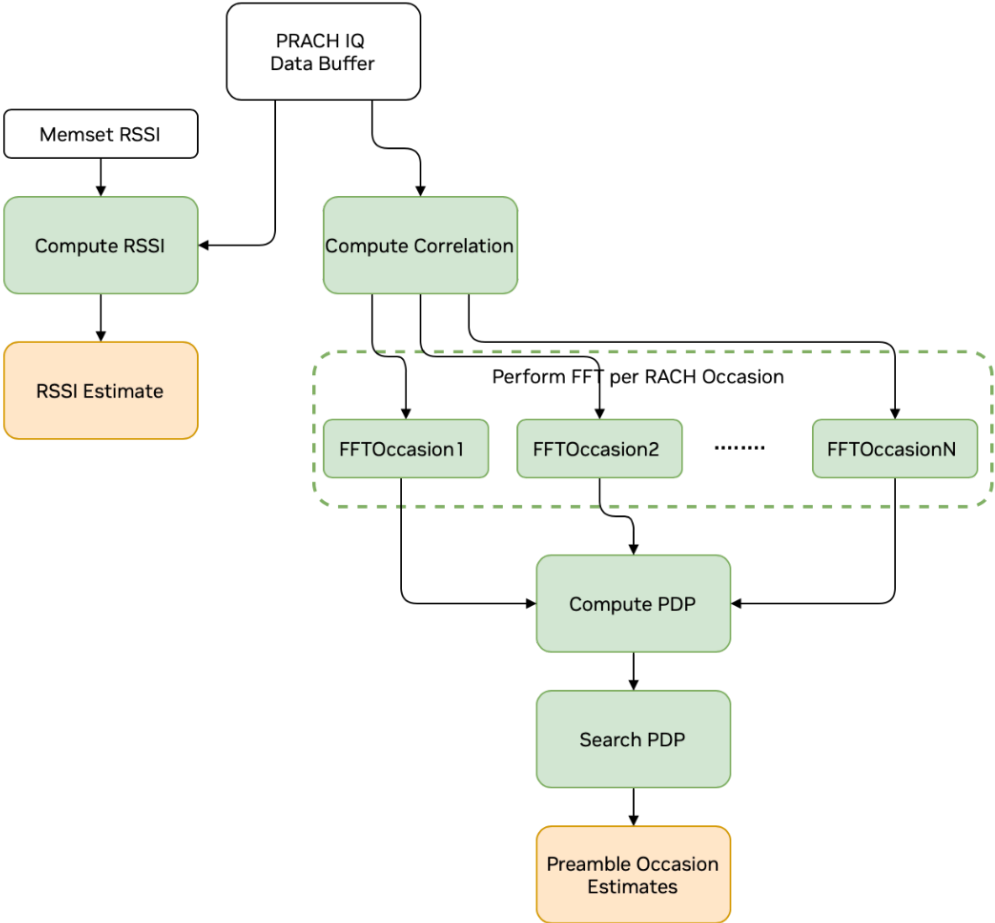 PRACH IQ
Data Buffer
Memset RSSI
Compute RSSI
Compute Correlation
RSSI Estimate
Perform FFT per RACH Occasion
FFTOccasion1
FFTOccasion2
........
FFTOccasionN
Compute PDP
Search PDP
Preamble Occasion
Estimates